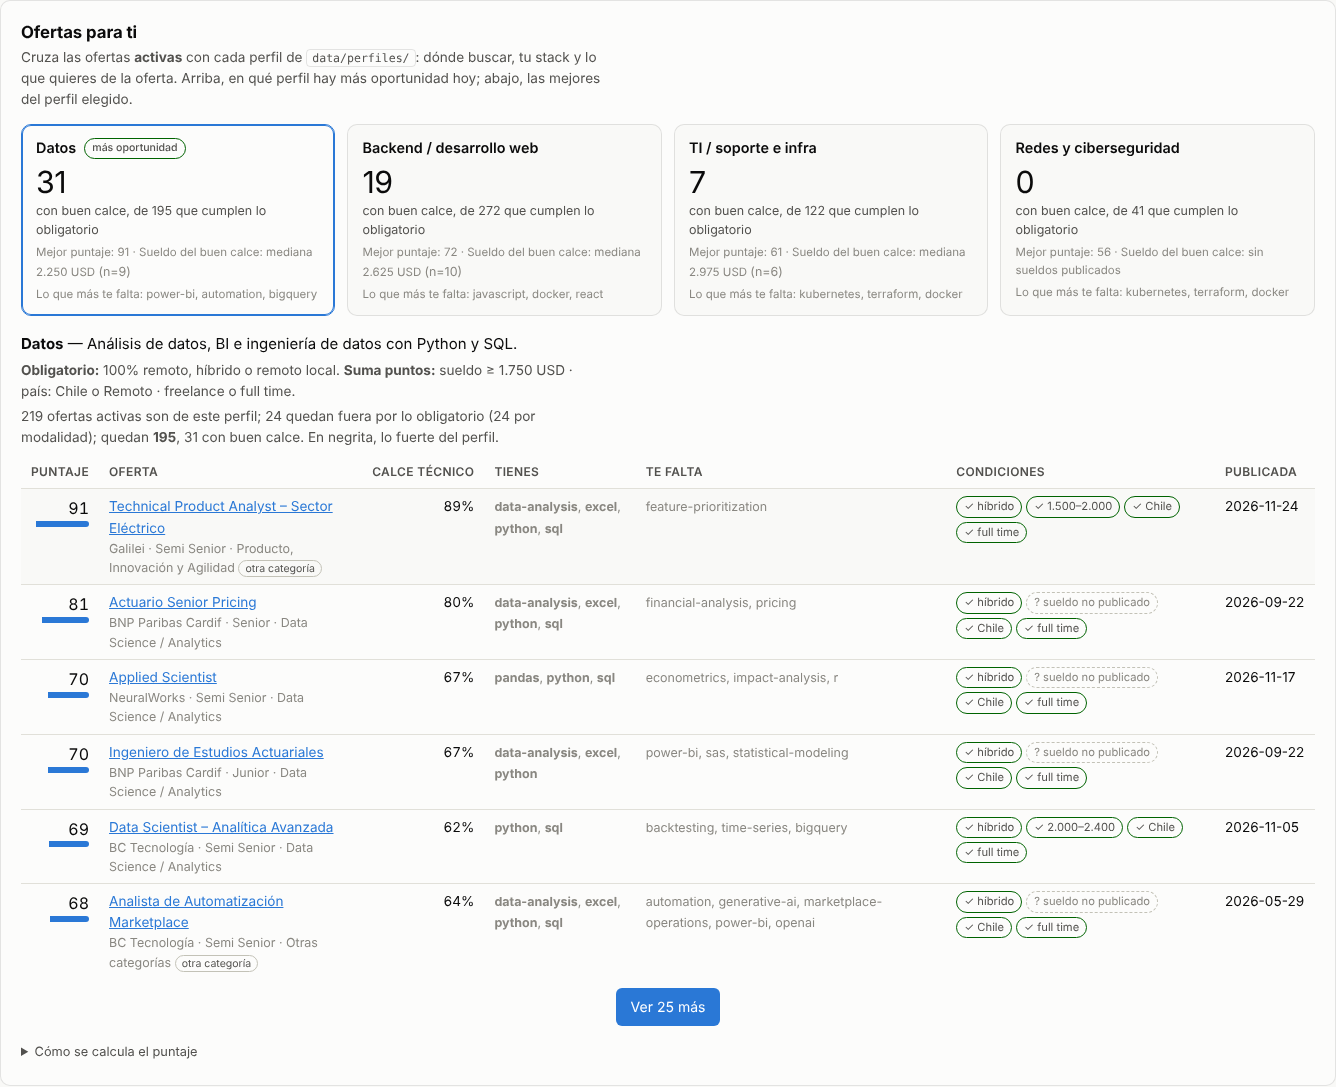 Ofertas para ti
Cruza las ofertas activas con cada perfil de data/perfiles/: dónde buscar, tu stack y lo
que quieres de la oferta. Arriba, en qué perfil hay más oportunidad hoy; abajo, las mejores
del perfil elegido.
Datos más oportunidad
31
con buen calce, de 195 que cumplen lo
obligatorio
Mejor puntaje: 91 · Sueldo del buen calce: mediana
2.250 USD (n=9)
Lo que más te falta: power-bi, automation, bigquery
Backend / desarrollo web
19
con buen calce, de 272 que cumplen lo
obligatorio
Mejor puntaje: 72 · Sueldo del buen calce: mediana
2.625 USD (n=10)
Lo que más te falta: javascript, docker, react
TI / soporte e infra
7
con buen calce, de 122 que cumplen lo
obligatorio
Mejor puntaje: 61 · Sueldo del buen calce: mediana
2.975 USD (n=6)
Lo que más te falta: kubernetes, terraform, docker
Redes y ciberseguridad
0
con buen calce, de 41 que cumplen lo
obligatorio
Mejor puntaje: 56 · Sueldo del buen calce: sin
sueldos publicados
Lo que más te falta: kubernetes, terraform, docker
Datos — Análisis de datos, BI e ingeniería de datos con Python y SQL.
Obligatorio: 100% remoto, híbrido o remoto local. Suma puntos: sueldo ≥ 1.750 USD ·
país: Chile o Remoto · freelance o full time.
219 ofertas activas son de este perfil; 24 quedan fuera por lo obligatorio (24 por
modalidad); quedan 195, 31 con buen calce. En negrita, lo fuerte del perfil.
PUNTAJE OFERTA CALCE TÉCNICO TIENES TE FALTA CONDICIONES PUBLICADA
91 Technical Product Analyst – Sector 89% data-analysis, excel, feature-prioritization ✓ híbrido ✓ 1.500–2.000 ✓ Chile 2026-11-24
Eléctrico python, sql ✓ full time
Galilei · Semi Senior · Producto,
Innovación y Agilidad otra categoría
81 Actuario Senior Pricing 80% data-analysis, excel, financial-analysis, pricing ✓ híbrido ? sueldo no publicado 2026-09-22
BNP Paribas Cardif · Senior · Data python, sql ✓ Chile ✓ full time
Science / Analytics
70 Applied Scientist 67% pandas, python, sql econometrics, impact-analysis, r ✓ híbrido ? sueldo no publicado 2026-11-17
NeuralWorks · Semi Senior · Data ✓ Chile ✓ full time
Science / Analytics
70 Ingeniero de Estudios Actuariales 67% data-analysis, excel, power-bi, sas, statistical-modeling ✓ híbrido ? sueldo no publicado 2026-09-22
BNP Paribas Cardif · Junior · Data python ✓ Chile ✓ full time
Science / Analytics
69 Data Scientist – Analítica Avanzada 62% python, sql backtesting, time-series, bigquery ✓ híbrido ✓ 2.000–2.400 ✓ Chile 2026-11-05
BC Tecnología · Semi Senior · Data ✓ full time
Science / Analytics
68 Analista de Automatización 64% data-analysis, excel, automation, generative-ai, marketplace- ✓ híbrido ? sueldo no publicado 2026-05-29
Marketplace python, sql operations, power-bi, openai ✓ Chile ✓ full time
BC Tecnología · Semi Senior · Otras
categorías otra categoría
Ver 25 más
▶ Cómo se calcula el puntaje